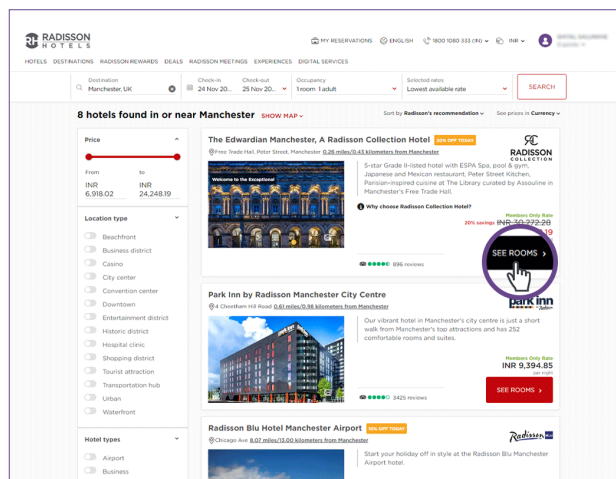 RADISSON
HOTELS
MY RESERVATIONS ENGLISH 1800 1080 333 (IN) INR
HOTELS DESTINATIONS RADISSON REWARDS DEALS RADISSON MEETINGS EXPERIENCES DIGITAL SERVICES
Destination Check-in Check-out Occupancy Selected rates
Manchester, UK 24 Nov 20... 25 Nov 20... 1 room 1 adult Lowest available rate SEARCH
8 hotels found in or near Manchester SHOW MAP Sort by Radisson's recommendation See prices in Currency
Price
From to
INR INR
6,918.02 24,248.19
Location type
Beachfront
Business district
Casino
City center
Convention center
Downtown
Entertainment district
Historic district
Hospital clinic
Shopping district
Tourist attraction
Transportation hub
Urban
Waterfront
Hotel types
Airport
Business
The Edwardian Manchester, A Radisson Collection Hotel 20% OFF TODAY
Free Trade Hall, Peter Street, Manchester 0.26 miles/0.43 kilometers from Manchester
RADISSON
COLLECTION
Welcome to the Exceptional
5-star Grade II-listed hotel with ESPA Spa, pool & gym,
Japanese and Mexican restaurant, Peter Street Kitchen,
Parisian-inspired cuisine at The Library curated by Assouline in
Manchester's Free Trade Hall.
Why choose Radisson Collection Hotel?
Members Only Rate
20% savings INR 30,272.28
19
SEE ROOMS
896 reviews
Park Inn by Radisson Manchester City Centre
4 Cheetham Hill Road 0.61 miles/0.98 kilometers from Manchester
park inn
park inn
Our vibrant hotel in Manchester's city centre is just a short
walk from Manchester's top attractions and has 252
comfortable rooms and suites.
Members Only Rate
INR 9,394.85
per night
SEE ROOMS
3425 reviews
Radisson Blu Hotel Manchester Airport 10% OFF TODAY
Chicago Ave 8.07 miles/13.00 kilometers from Manchester
Radisson
Start your holiday off in style at the Radisson Blu Manchester
Airport hotel.